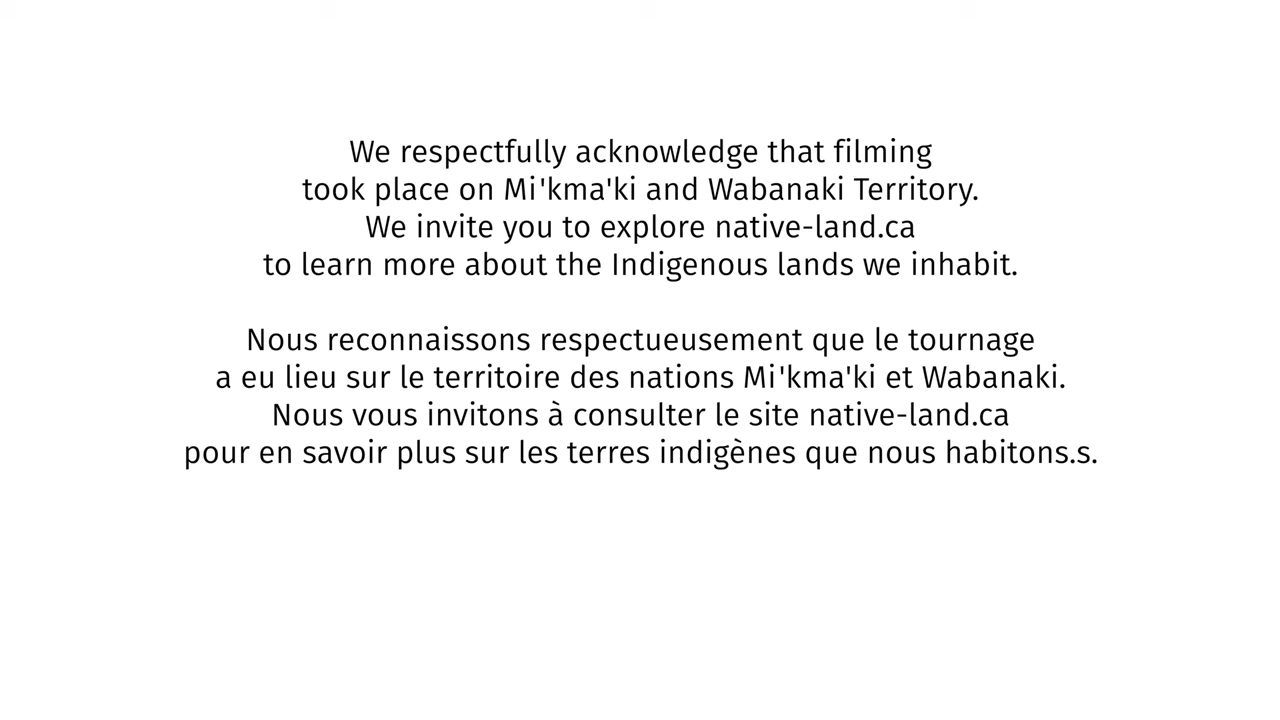 We respectfully acknowledge that filming
took place on Mi'kma'ki and Wabanaki Territory.
We invite you to explore native-land.ca
to learn more about the Indigenous lands we inhabit.
Nous reconnaissons respectueusement que le tournage
a eu lieu sur le territoire des nations Mi'kma'ki et Wabanaki.
Nous vous invitons à consulter le site native-land.ca
pour en savoir plus sur les terres indigènes que nous habitons.s.